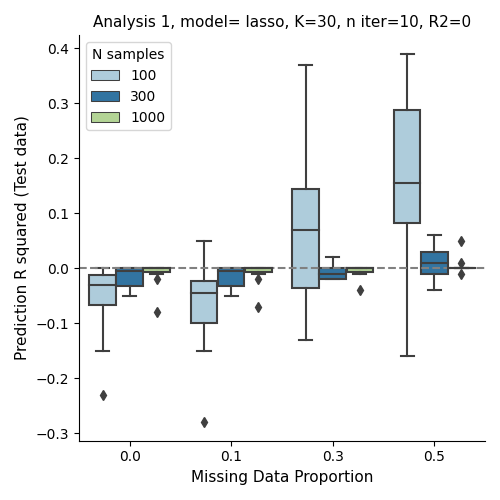 Analysis 1, model= lasso, K=30, n iter=10, R2=0
N samples
100
300
1000
Prediction R squared (Test data)
0.4
0.3
0.2
0.1
0.0
−0.1
−0.2
−0.3
0.0 0.1 0.3 0.5
Missing Data Proportion